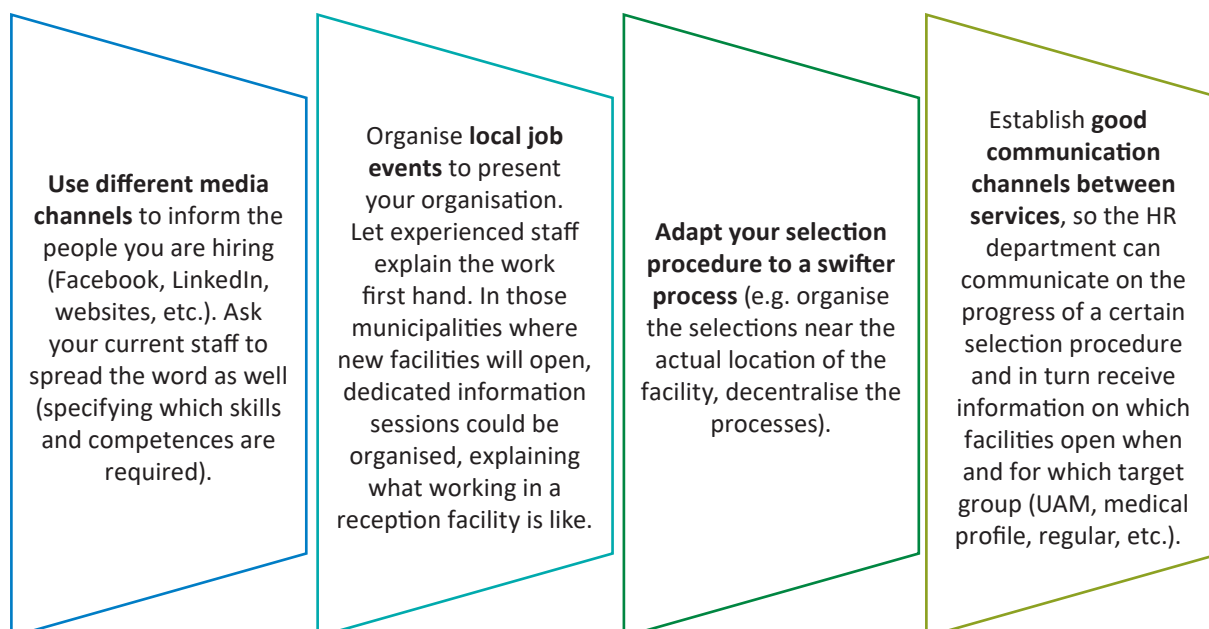 Use different media
channels to inform the
people you are hiring
(Facebook, LinkedIn,
websites, etc.). Ask
your current staff to
spread the word as well
(specifying which skills
and competences are
required).
Organise local job
events to present
your organisation.
Let experienced staff
explain the work
first hand. In those
municipalities where
new facilities will open,
dedicated information
sessions could be
organised, explaining
what working in a
reception facility is like.
Adapt your selection
procedure to a swifter
process (e.g. organise
the selections near the
actual location of the
facility, decentralise the
processes).
Establish good
communication
channels between
services, so the HR
department can
communicate on the
progress of a certain
selection procedure
and in turn receive
information on which
facilities open when
and for which target
group (UAM, medical
profile, regular, etc.).